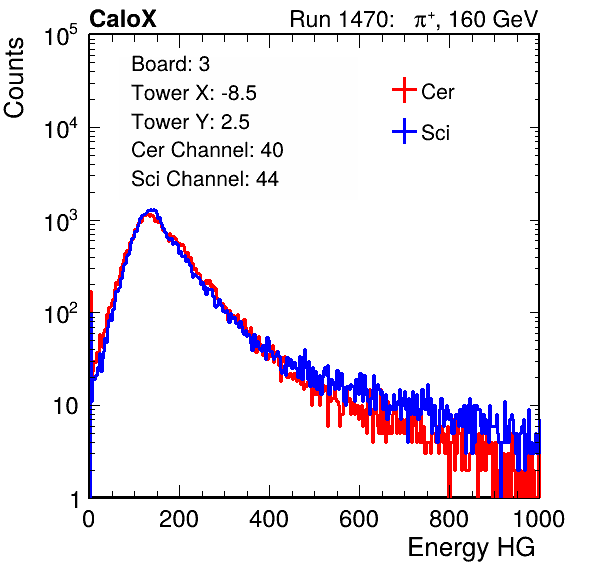 CaloX Run 1470: π⁺, 160 GeV
Counts
Board: 3
Tower X: -8.5
Tower Y: 2.5
Cer Channel: 40
Sci Channel: 44
Cer
Sci
10⁵
10⁴
10³
10²
10
1
0 200 400 600 800 1000
Energy HG